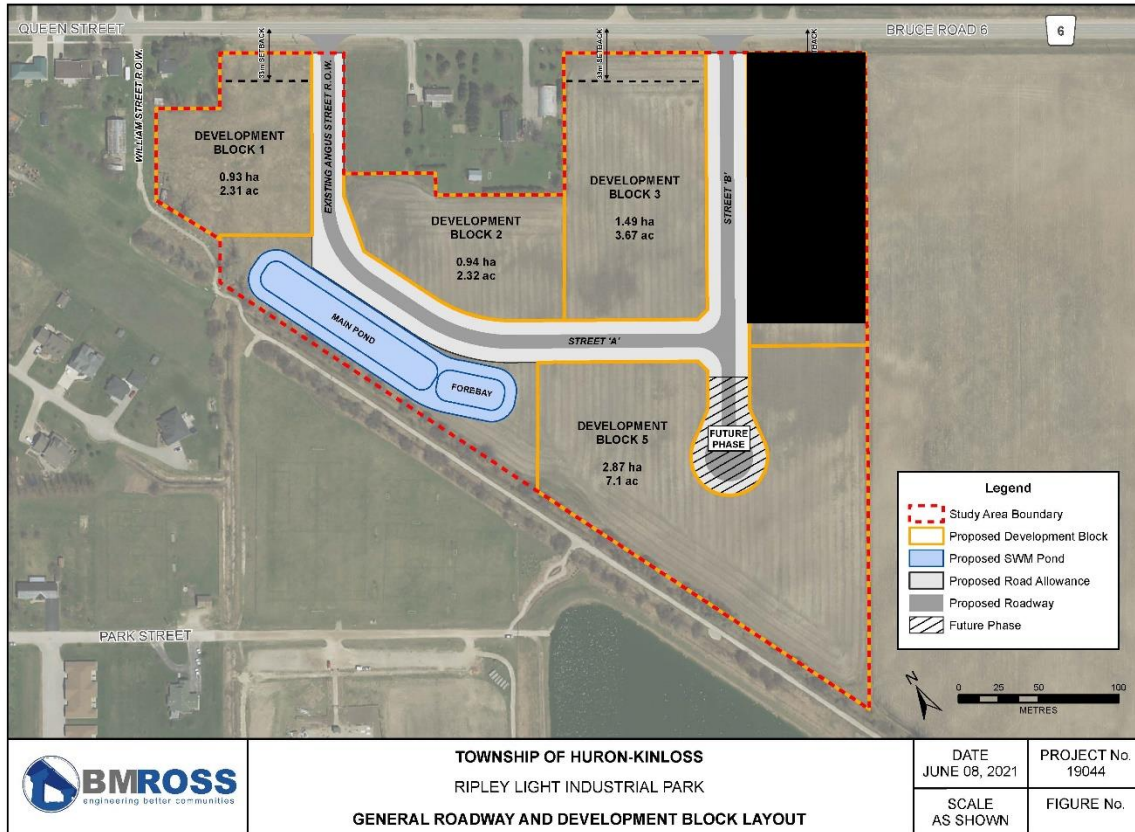 QUEEN STREET
BRUCE ROAD 6
6
33m SETBACK
33m SETBACK
BACK
WILLIAM STREET R.O.W.
EXISTING ANGUS STREET R.O.W.
DEVELOPMENT
BLOCK 1
0.93 ha
2.31 ac
DEVELOPMENT
BLOCK 2
0.94 ha
2.32 ac
DEVELOPMENT
BLOCK 3
1.49 ha
3.67 ac
STREET 'B'
MAIN POND
FOREBAY
STREET 'A'
DEVELOPMENT
BLOCK 5
2.87 ha
7.1 ac
FUTURE
PHASE
PARK STREET
Legend
Study Area Boundary
Proposed Development Block
Proposed SWM Pond
Proposed Road Allowance
Proposed Roadway
Future Phase
N
0 25 50 100
METRES
BMROSS
engineering better communities
TOWNSHIP OF HURON-KINLOSS
RIPLEY LIGHT INDUSTRIAL PARK
GENERAL ROADWAY AND DEVELOPMENT BLOCK LAYOUT
DATE
JUNE 08, 2021
PROJECT No.
19044
SCALE
AS SHOWN
FIGURE No.